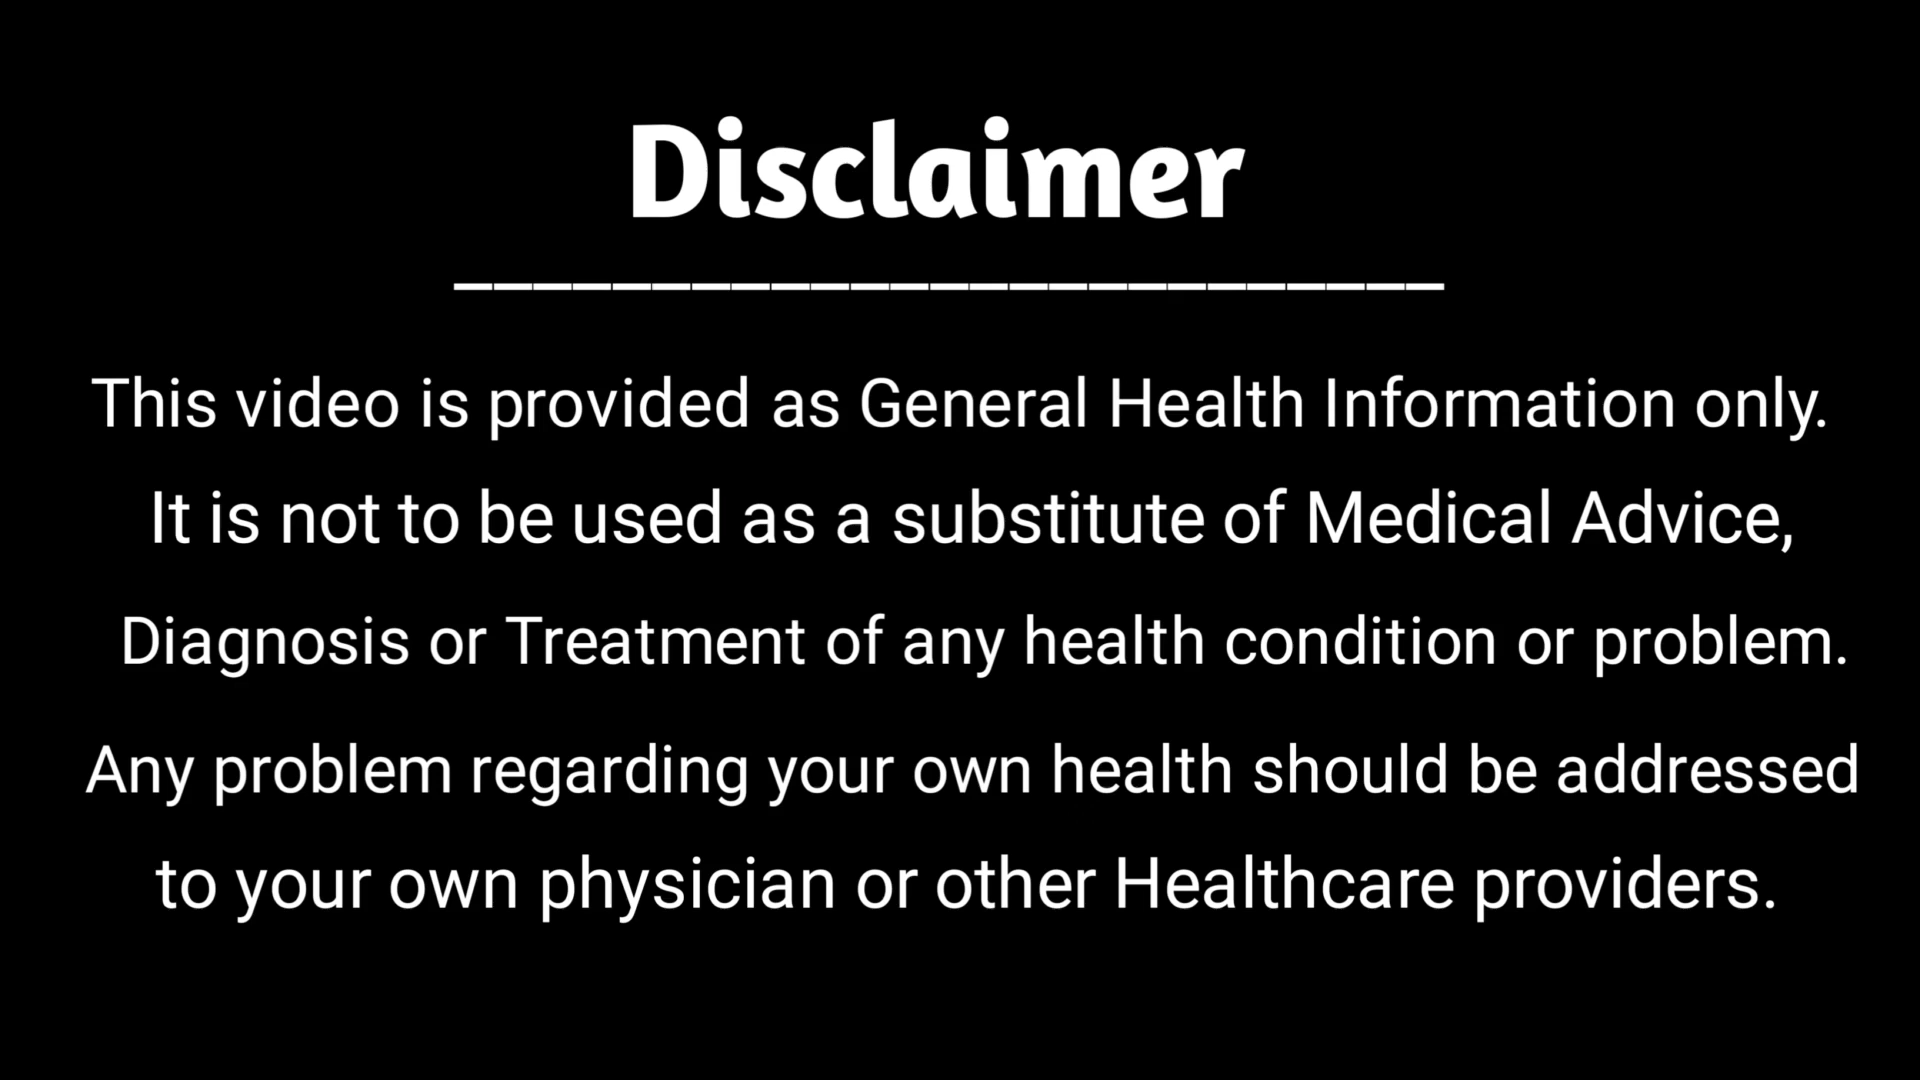 Disclaimer
This video is provided as General Health Information only.
It is not to be used as a substitute of Medical Advice,
Diagnosis or Treatment of any health condition or problem.
Any problem regarding your own health should be addressed
to your own physician or other Healthcare providers.